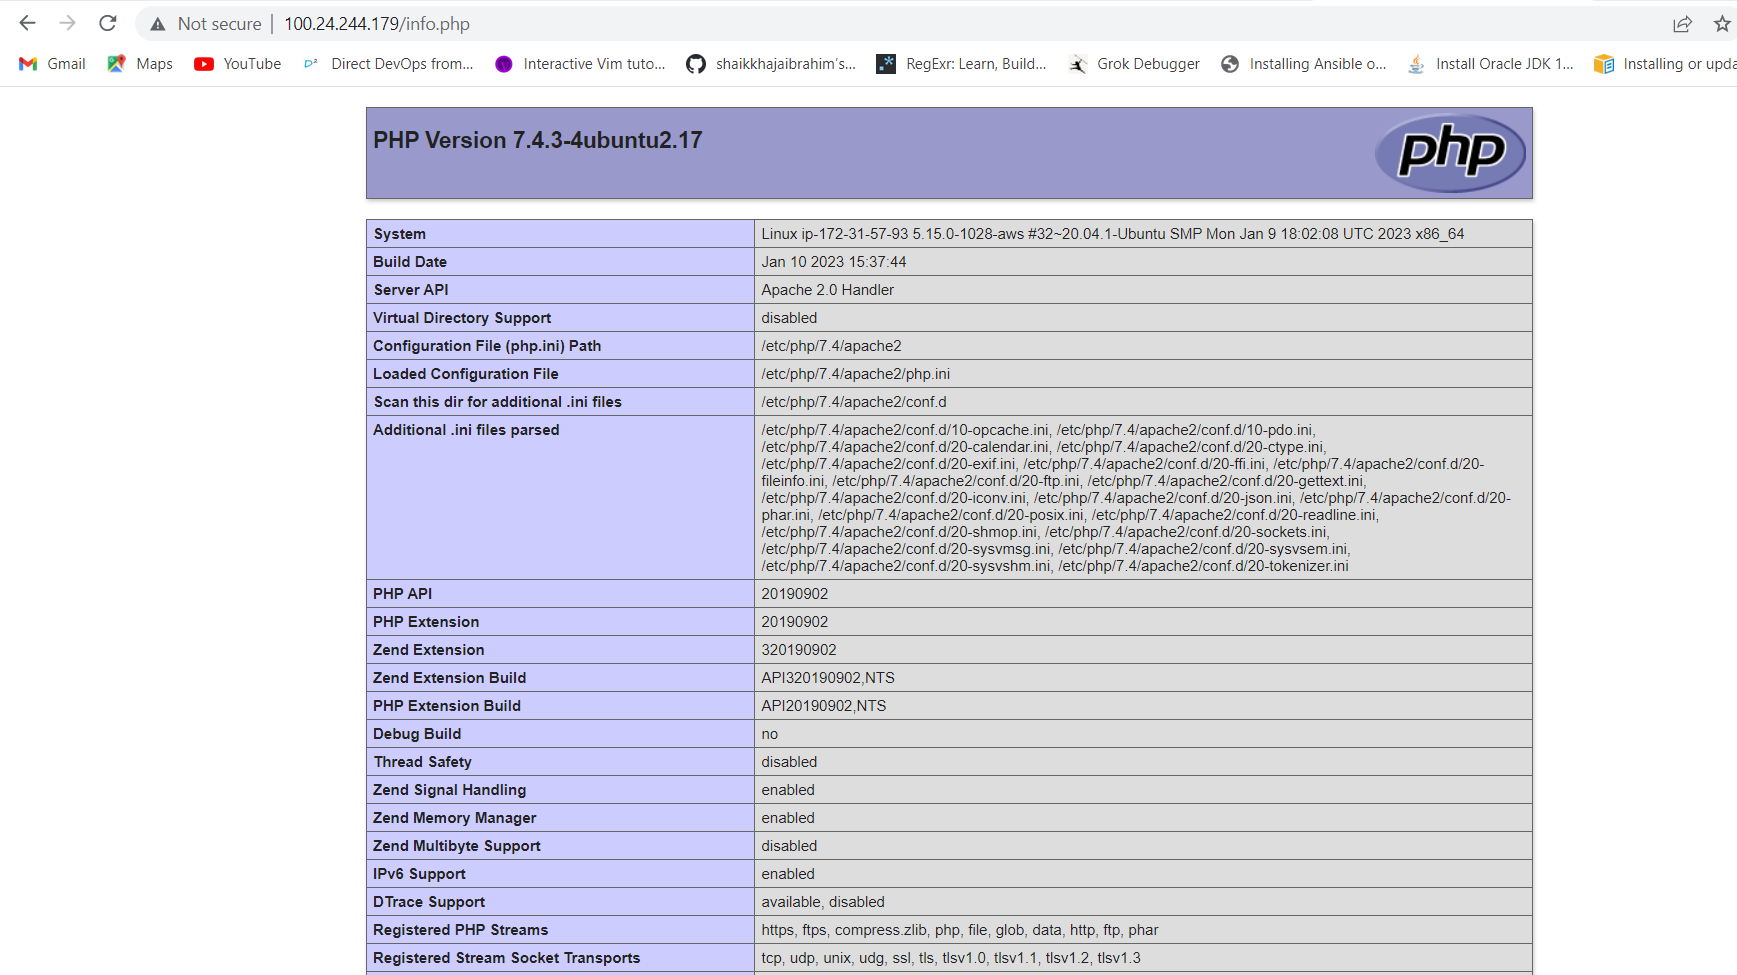 Not secure | 100.24.244.179/info.php
Gmail Maps YouTube D² Direct DevOps from... Interactive Vim tuto... shaikkhajaibrahim's... RegExr: Learn, Build... Grok Debugger Installing Ansible o... Install Oracle JDK 1... Installing or upda
PHP Version 7.4.3-4ubuntu2.17
php
System Linux ip-172-31-57-93 5.15.0-1028-aws #32~20.04.1-Ubuntu SMP Mon Jan 9 18:02:08 UTC 2023 x86_64
Build Date Jan 10 2023 15:37:44
Server API Apache 2.0 Handler
Virtual Directory Support disabled
Configuration File (php.ini) Path /etc/php/7.4/apache2
Loaded Configuration File /etc/php/7.4/apache2/php.ini
Scan this dir for additional .ini files /etc/php/7.4/apache2/conf.d
Additional .ini files parsed /etc/php/7.4/apache2/conf.d/10-opcache.ini, /etc/php/7.4/apache2/conf.d/10-pdo.ini,
/etc/php/7.4/apache2/conf.d/20-calendar.ini, /etc/php/7.4/apache2/conf.d/20-ctype.ini,
/etc/php/7.4/apache2/conf.d/20-exif.ini, /etc/php/7.4/apache2/conf.d/20-ffi.ini, /etc/php/7.4/apache2/conf.d/20-
fileinfo.ini, /etc/php/7.4/apache2/conf.d/20-ftp.ini, /etc/php/7.4/apache2/conf.d/20-gettext.ini,
/etc/php/7.4/apache2/conf.d/20-iconv.ini, /etc/php/7.4/apache2/conf.d/20-json.ini, /etc/php/7.4/apache2/conf.d/20-
phar.ini, /etc/php/7.4/apache2/conf.d/20-posix.ini, /etc/php/7.4/apache2/conf.d/20-readline.ini,
/etc/php/7.4/apache2/conf.d/20-shmop.ini, /etc/php/7.4/apache2/conf.d/20-sockets.ini,
/etc/php/7.4/apache2/conf.d/20-sysvmsg.ini, /etc/php/7.4/apache2/conf.d/20-sysvsem.ini,
/etc/php/7.4/apache2/conf.d/20-sysvshm.ini, /etc/php/7.4/apache2/conf.d/20-tokenizer.ini
PHP API 20190902
PHP Extension 20190902
Zend Extension 320190902
Zend Extension Build API320190902,NTS
PHP Extension Build API20190902,NTS
Debug Build no
Thread Safety disabled
Zend Signal Handling enabled
Zend Memory Manager enabled
Zend Multibyte Support disabled
IPv6 Support enabled
DTrace Support available, disabled
Registered PHP Streams https, ftps, compress.zlib, php, file, glob, data, http, ftp, phar
Registered Stream Socket Transports tcp, udp, unix, udg, ssl, tls, tlsv1.0, tlsv1.1, tlsv1.2, tlsv1.3